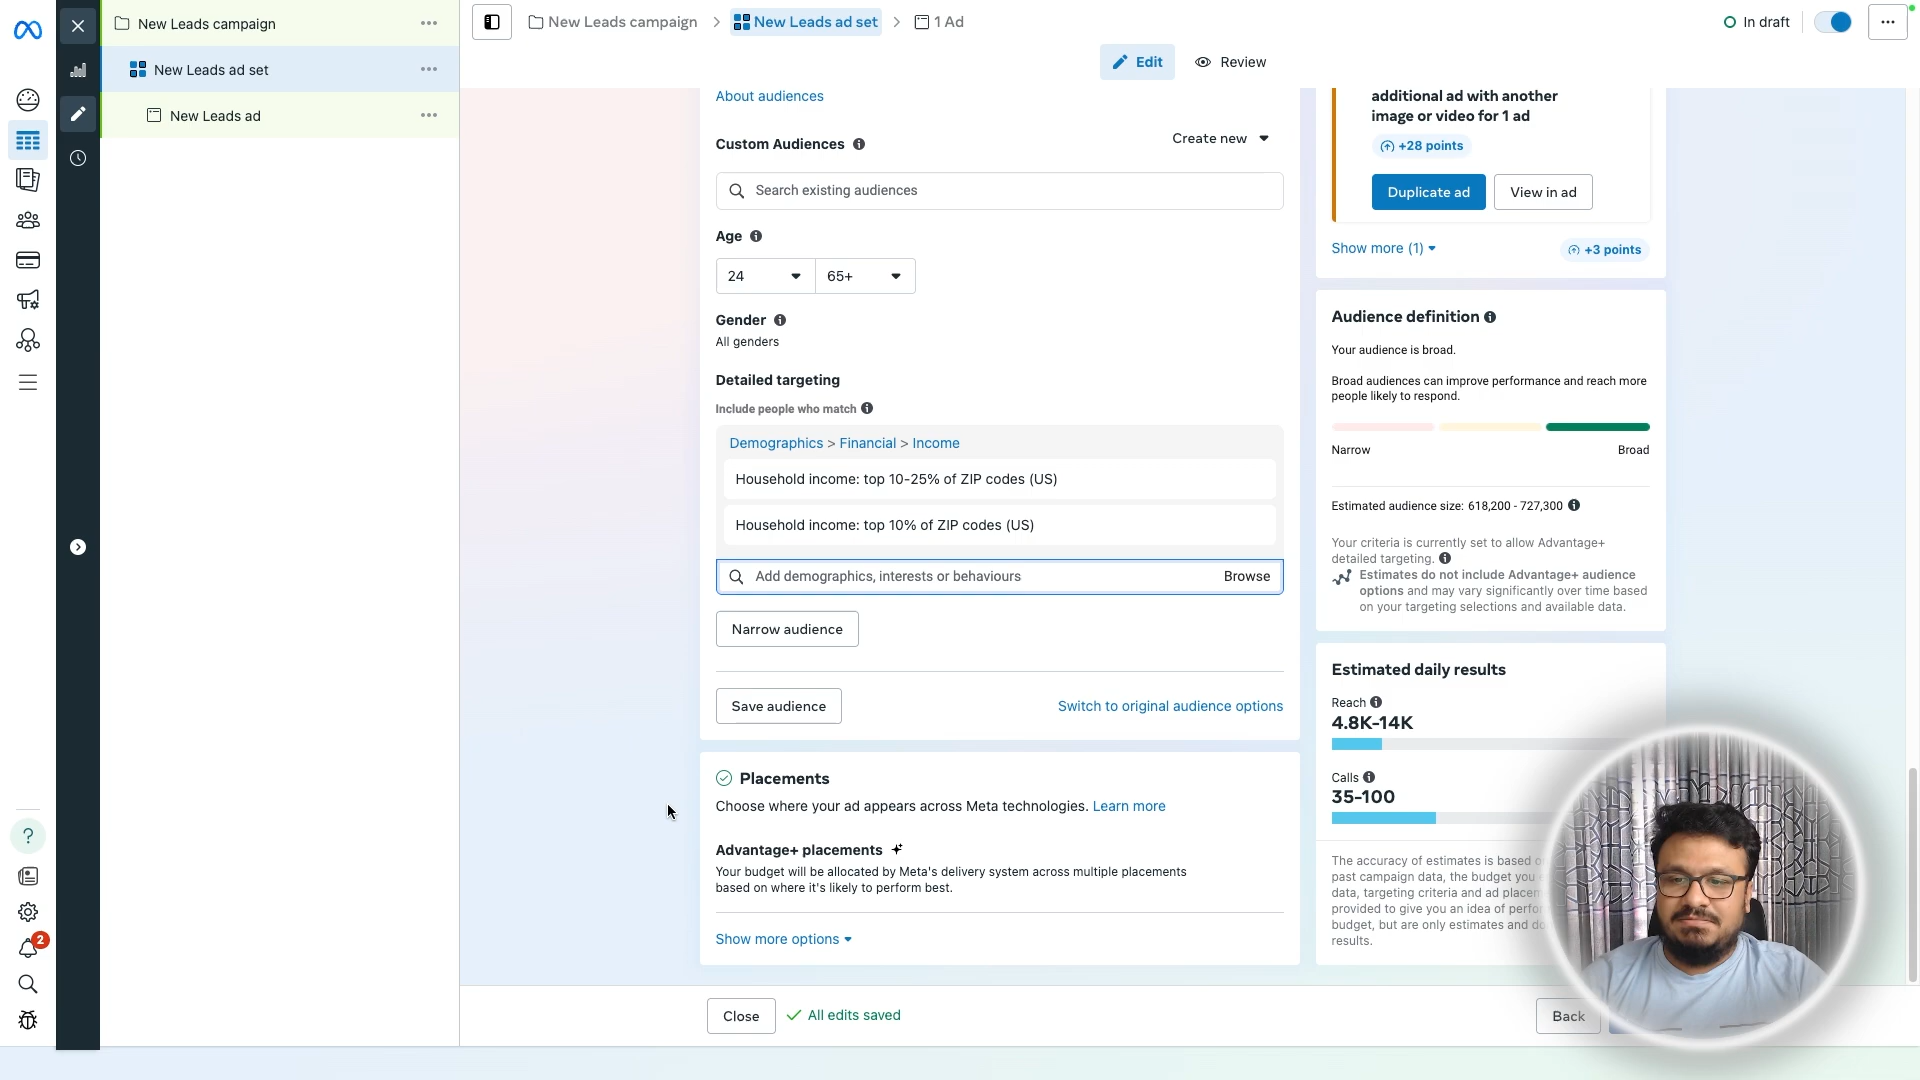 New Leads campaign
New Leads ad set
New Leads ad
2
New Leads campaign
New Leads ad set
1 Ad
In draft
Edit
Review
About audiences
Custom Audiences
Create new
Search existing audiences
Age
24
65+
Gender
All genders
Detailed targeting
Include people who match
Demographics > Financial > Income
Household income: top 10-25% of ZIP codes (US)
Household income: top 10% of ZIP codes (US)
Add demographics, interests or behaviours
Browse
Narrow audience
Save audience
Switch to original audience options
Placements
Choose where your ad appears across Meta technologies. Learn more
Advantage+ placements
Your budget will be allocated by Meta's delivery system across multiple placements
based on where it's likely to perform best.
Show more options
additional ad with another
image or video for 1 ad
+28 points
Duplicate ad
View in ad
Show more (1)
+3 points
Audience definition
Your audience is broad.
Broad audiences can improve performance and reach more
people likely to respond.
Narrow
Broad
Estimated audience size: 618,200 - 727,300
Your criteria is currently set to allow Advantage+
detailed targeting.
Estimates do not include Advantage+ audience
options and may vary significantly over time based
on your targeting selections and available data.
Estimated daily results
Reach
4.8K-14K
Calls
35-100
The accuracy of estimates is based
past campaign data, the budget you
data, targeting criteria and ad
provided to give you an idea of
budget, but are only estimates and
results.
Close
All edits saved
Back